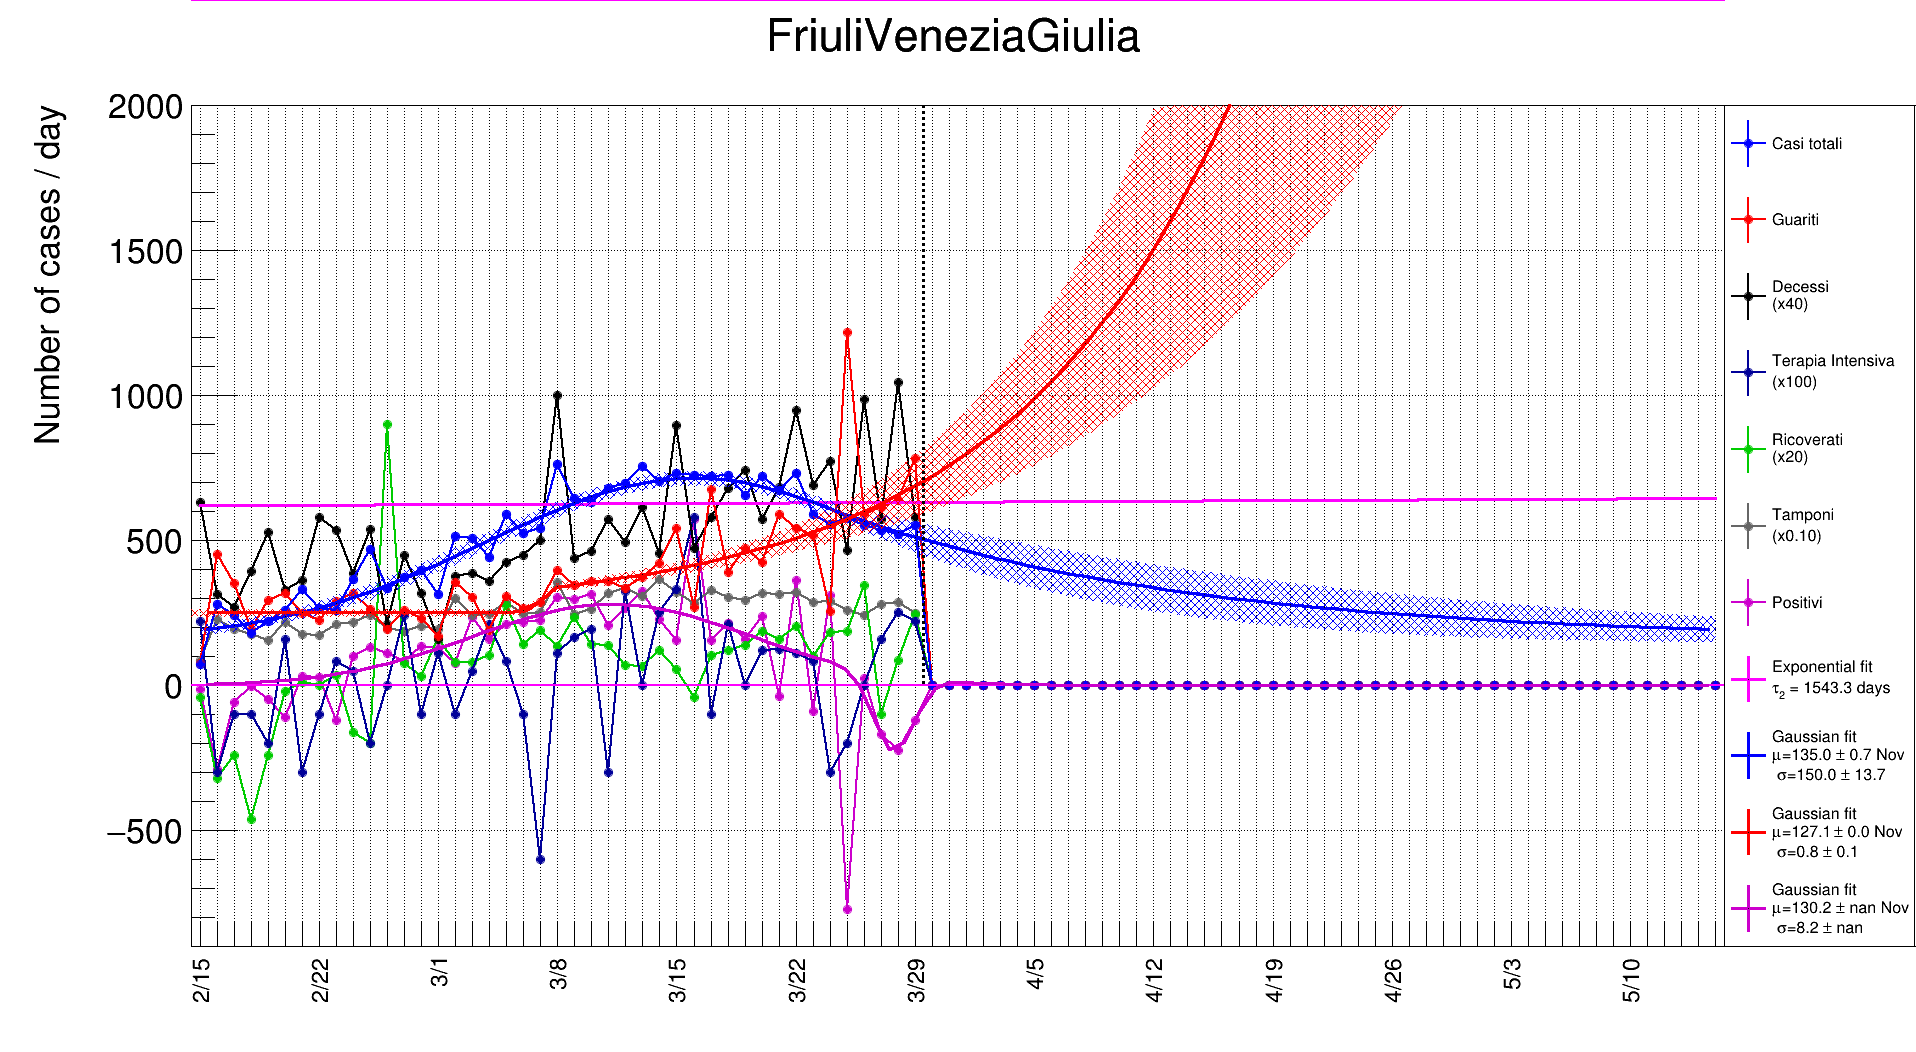 FriuliVeneziaGiulia
Number of cases / day
2000
1500
1000
500
0
−500
2/15
2/22
3/1
3/8
3/15
3/22
3/29
4/5
4/12
4/19
4/26
5/3
5/10
Casi totali
Guariti
Decessi
(x40)
Terapia Intensiva
(x100)
Ricoverati
(x20)
Tamponi
(x0.10)
Positivi
Exponential fit
τ2 = 1543.3 days
Gaussian fit
μ=135.0 ± 0.7 Nov
σ=150.0 ± 13.7
Gaussian fit
μ=127.1 ± 0.0 Nov
σ=0.8 ± 0.1
Gaussian fit
μ=130.2 ± nan Nov
σ=8.2 ± nan